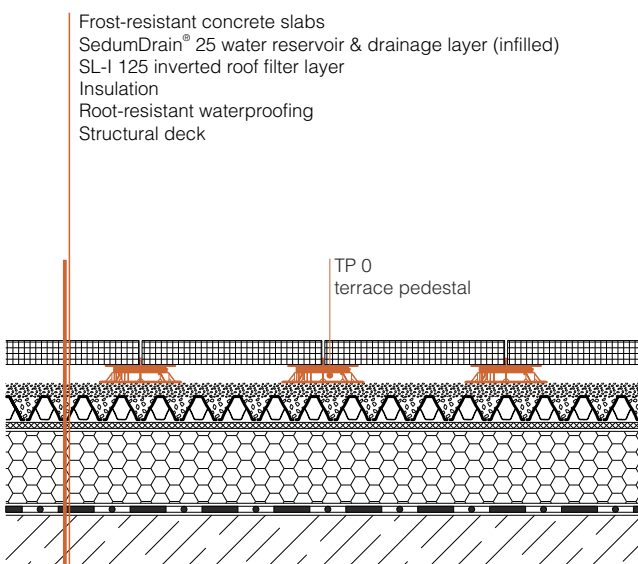 Frost-resistant concrete slabs
SedumDrain® 25 water reservoir & drainage layer (infilled)
SL-I 125 inverted roof filter layer
Insulation
Root-resistant waterproofing
Structural deck
TP 0
terrace pedestal